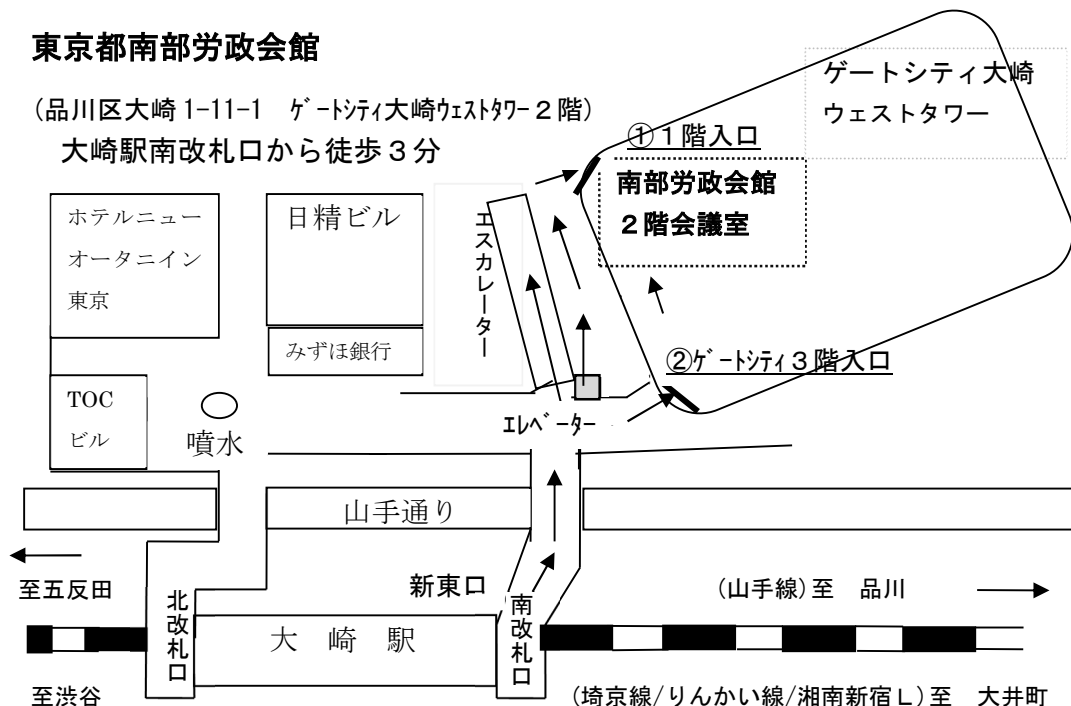 東京都南部労政会館
(品川区大崎1-11-1　ｹﾞｰﾄｼﾃｨ大崎ｳｪｽﾄﾀﾜｰ２階)
大崎駅南改札口から徒歩３分
ゲートシティ大崎
ウェストタワー
①１階入口
南部労政会館
２階会議室
ホテルニュー
オータニイン
東京
日精ビル
エスカレーター
みずほ銀行
②ｹﾞｰﾄｼﾃｨ３階入口
TOC
ビル
噴水
ｴﾚﾍﾞｰﾀｰ
山手通り
至五反田
新東口
(山手線)至　品川
北改札口
大　崎　駅
南改札口
至渋谷
(埼京線/りんかい線/湘南新宿Ｌ)至　大井町